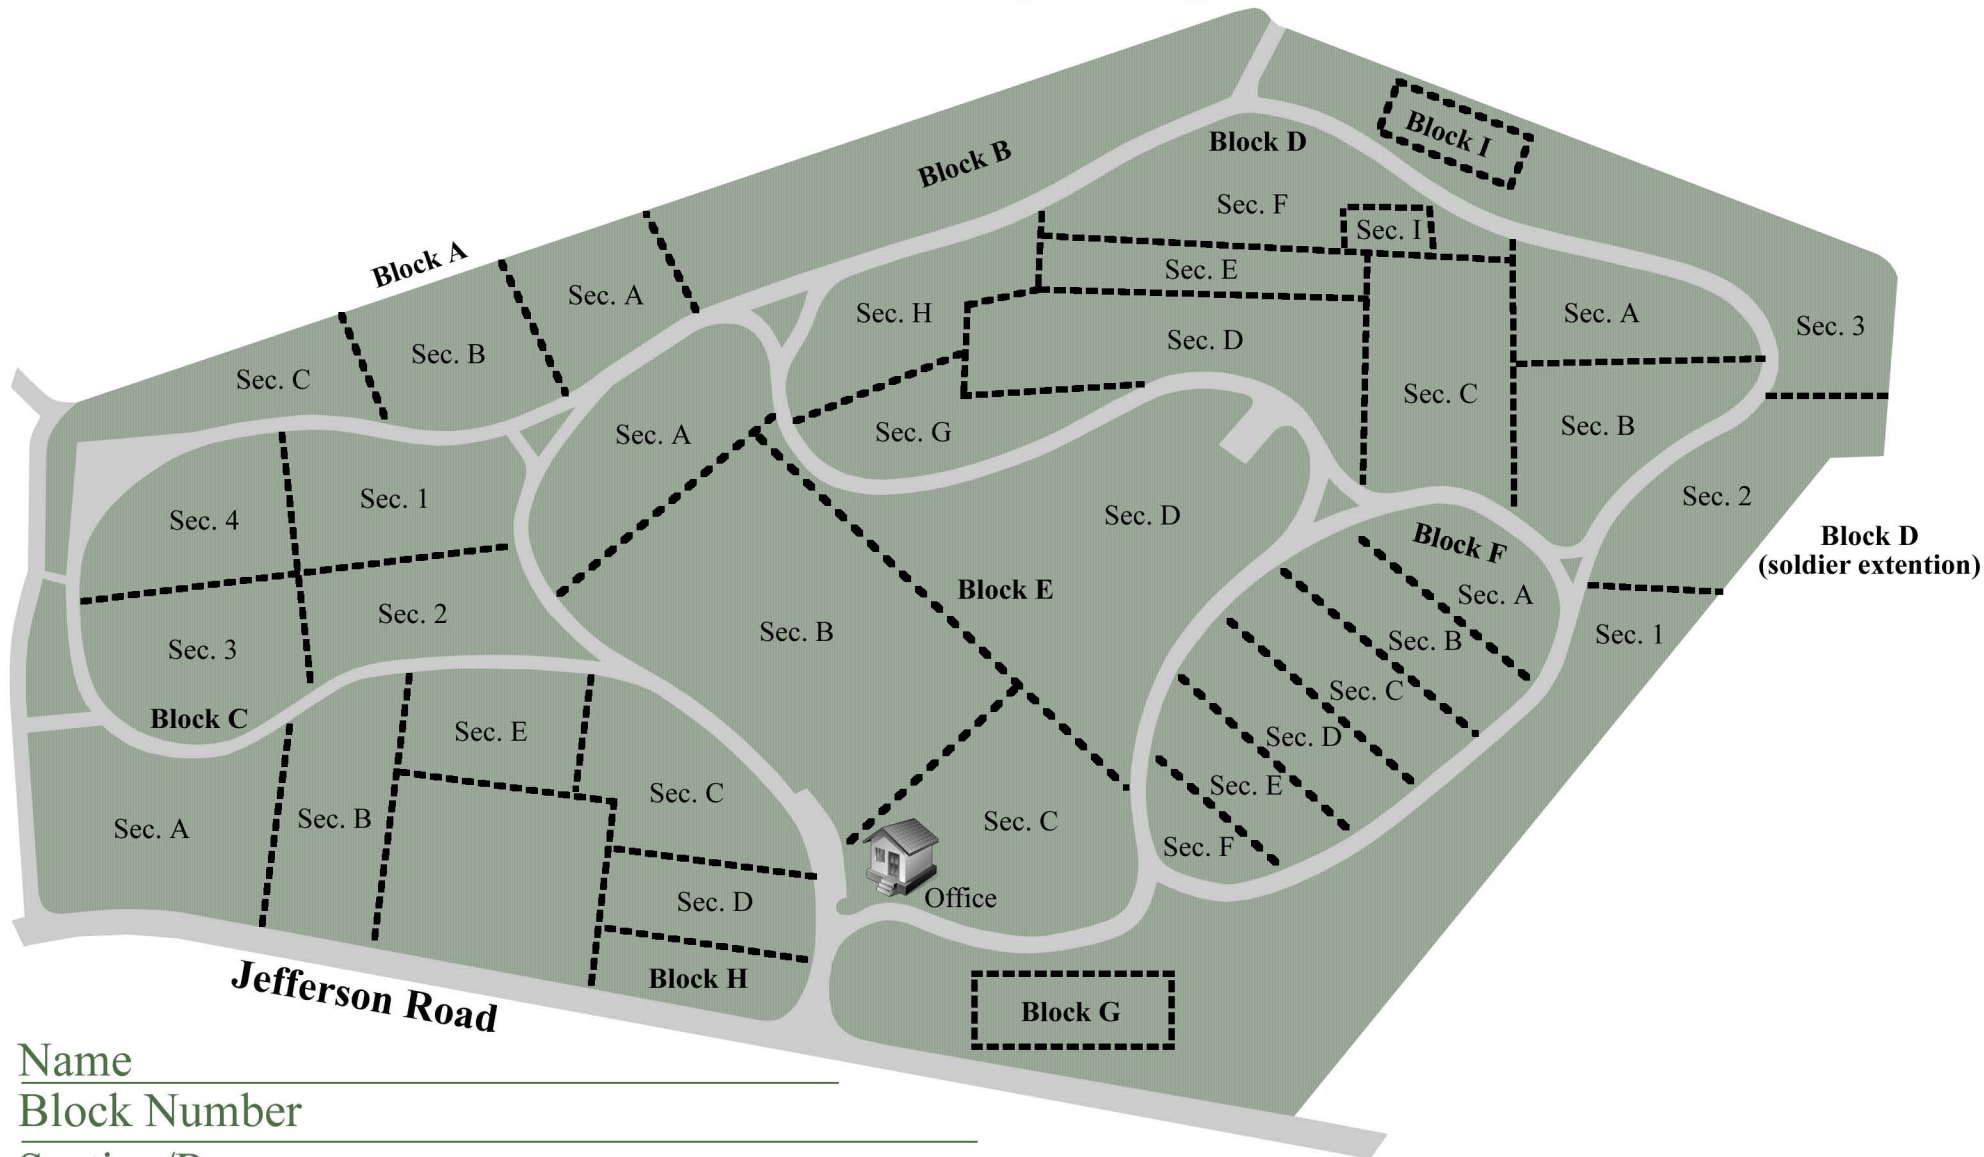 Block I
Block D
Block B
Sec. F
Sec. I
Block A
Sec. E
Sec. A
Sec. H
Sec. A
Sec. 3
Sec. D
Sec. B
Sec. C
Sec. C
Sec. A
Sec. G
Sec. B
Sec. 1
Sec. 4
Sec. D
Sec. 2
Block D
(soldier extention)
Block F
Block E
Sec. A
Sec. 2
Sec. B
Sec. B
Sec. 1
Sec. 3
Sec. C
Block C
Sec. E
Sec. D
Sec. E
Sec. C
Sec. A
Sec. B
Sec. C
Sec. F
Sec. D
Office
Block H
Block G
Jefferson Road
Name
Block Number